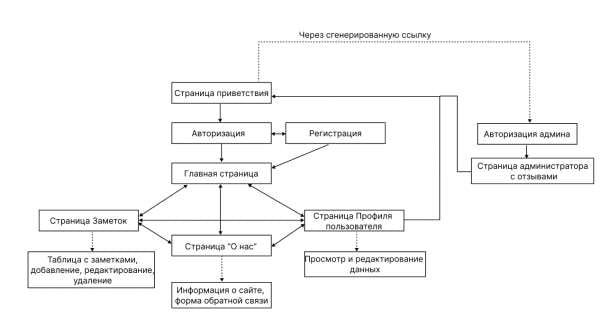 Через сгенерированную ссылку
Страница приветствия
Авторизация
Регистрация
Авторизация админа
Главная страница
Страница администратора
с отзывами
Страница Заметок
Страница Профиля
пользователя
Страница "О нас"
Таблица с заметками,
добавление, редактирование,
удаление
Просмотр и редактирование
данных
Информация о сайте,
форма обратной связи